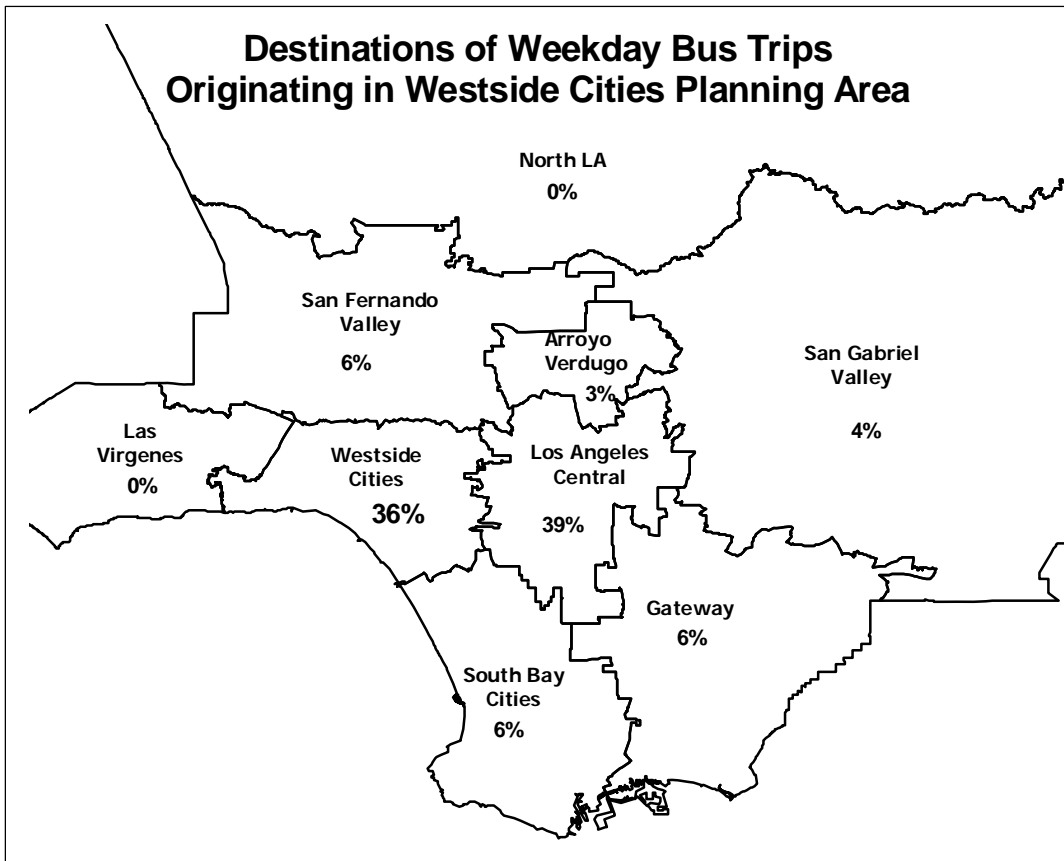 Destinations of Weekday Bus Trips
Originating in Westside Cities Planning Area
North LA
0%
San Fernando
Valley
6%
Arroyo
Verdugo
3%
San Gabriel
Valley
4%
Las
Virgenes
0%
Westside
Cities
36%
Los Angeles
Central
39%
Gateway
6%
South Bay
Cities
6%